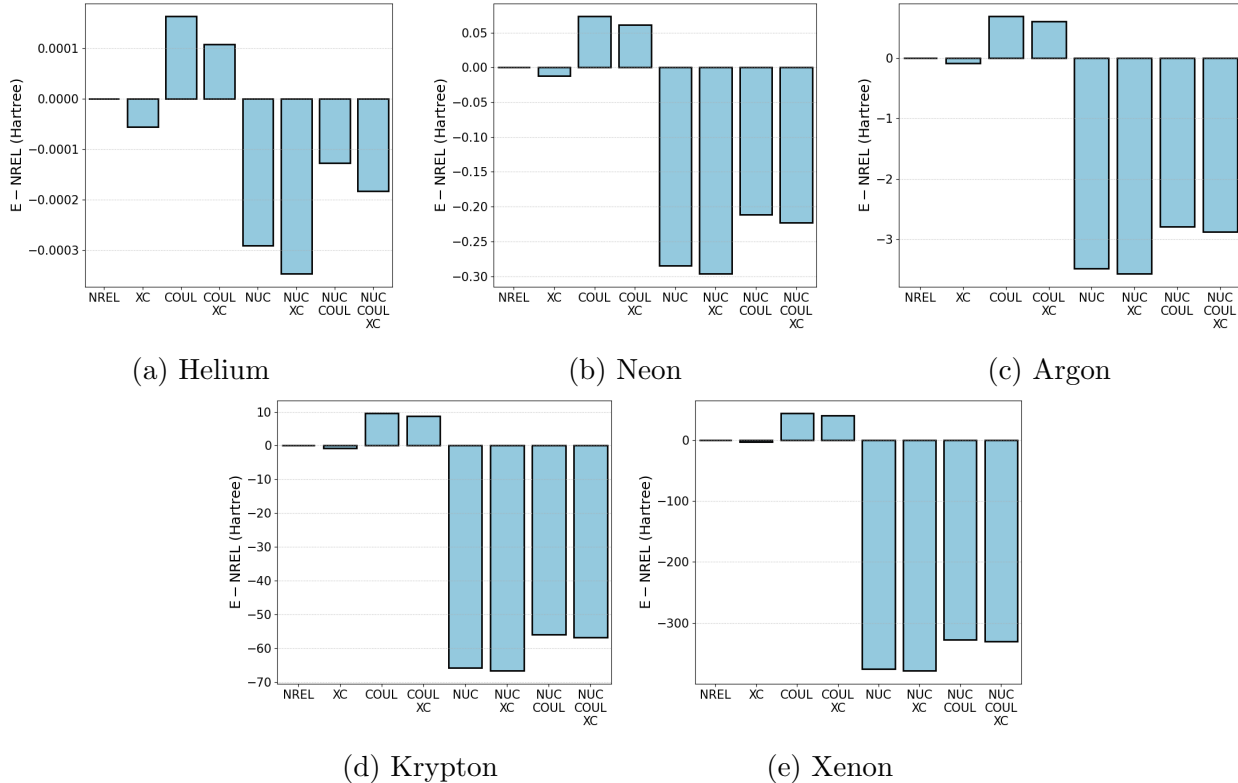 0.0001
0.0000
−0.0001
−0.0002
−0.0003
E − NREL (Hartree)
NREL XC COUL COUL NUC NUC NUC NUC
XC XC COUL COUL
XC
(a) Helium
0.05
0.00
−0.05
−0.10
−0.15
−0.20
−0.25
−0.30
E − NREL (Hartree)
NREL XC COUL COUL NUC NUC NUC NUC
XC XC COUL COUL
XC
(b) Neon
0
−1
−2
−3
E − NREL (Hartree)
NREL XC COUL COUL NUC NUC NUC NUC
XC XC COUL COUL
XC
(c) Argon
10
0
−10
−20
−30
−40
−50
−60
−70
E − NREL (Hartree)
NREL XC COUL COUL NUC NUC NUC NUC
XC XC COUL COUL
XC
(d) Krypton
0
−100
−200
−300
E − NREL (Hartree)
NREL XC COUL COUL NUC NUC NUC NUC
XC XC COUL COUL
XC
(e) Xenon